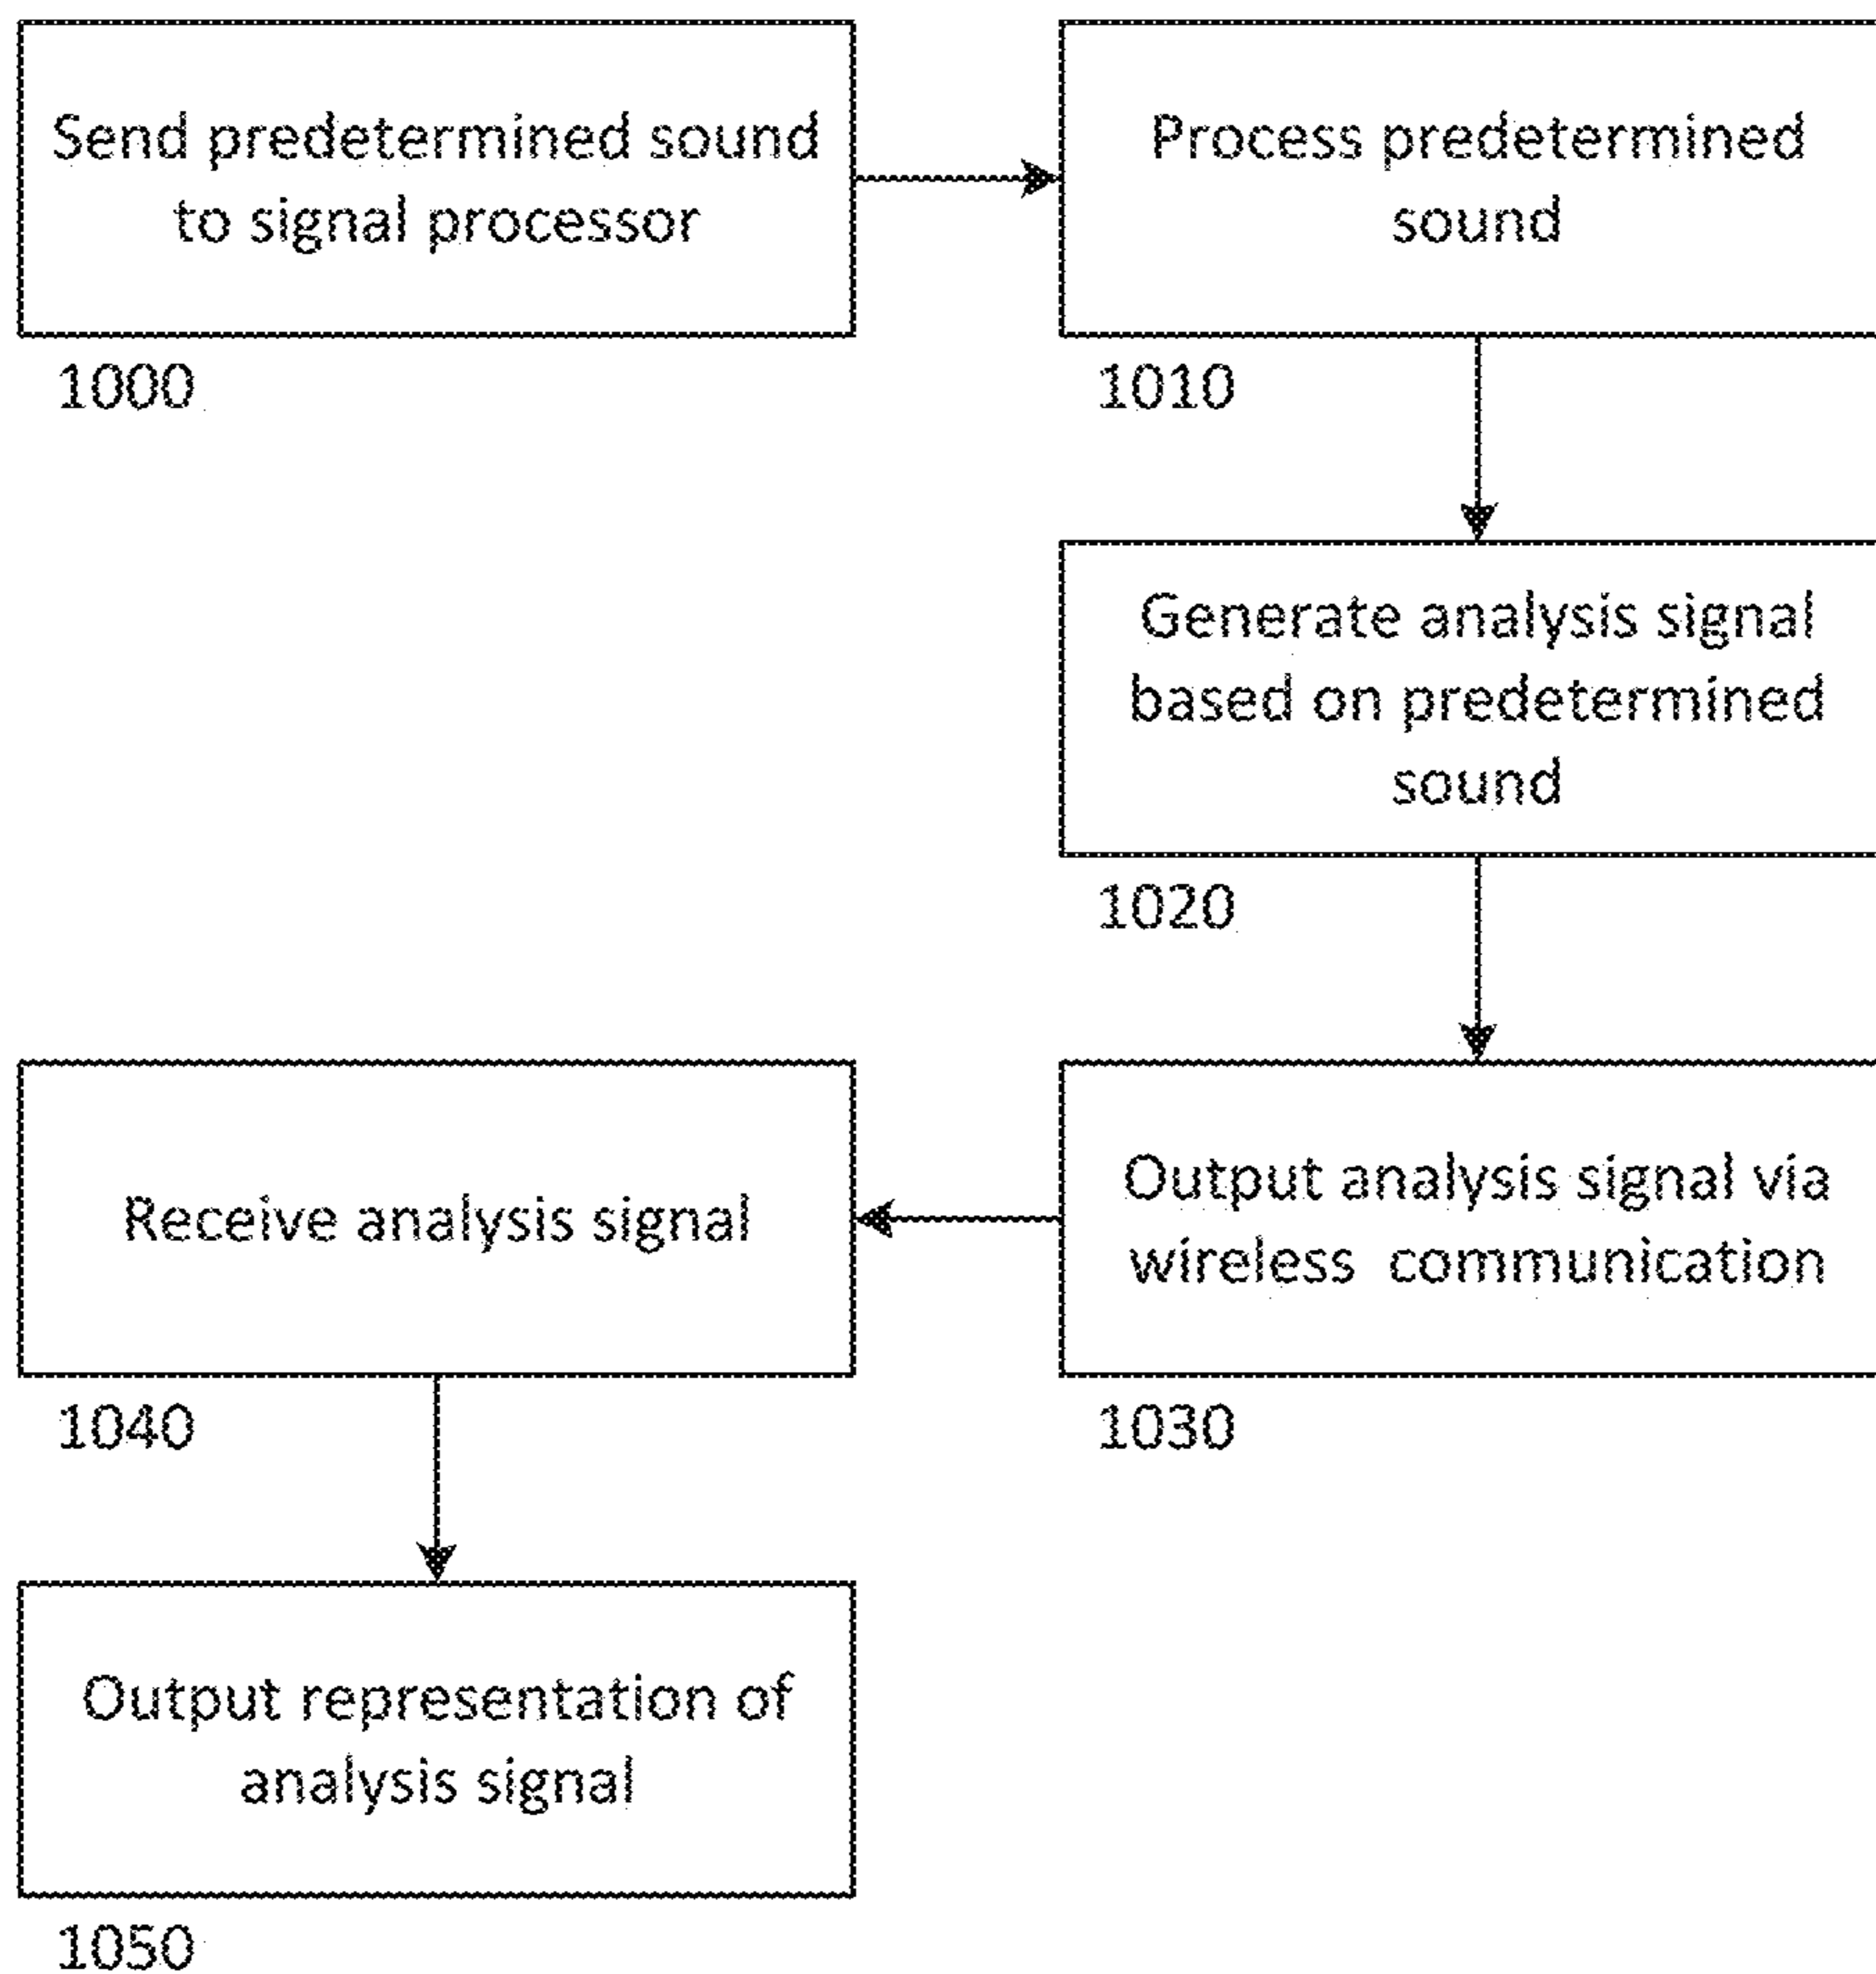 Send predetermined sound
to signal processor
1000
Process predetermined
sound
1010
Generate analysis signal
based on predetermined
sound
1020
Output analysis signal via
wireless communication
1030
Receive analysis signal
1040
Output representation of
analysis signal
1050